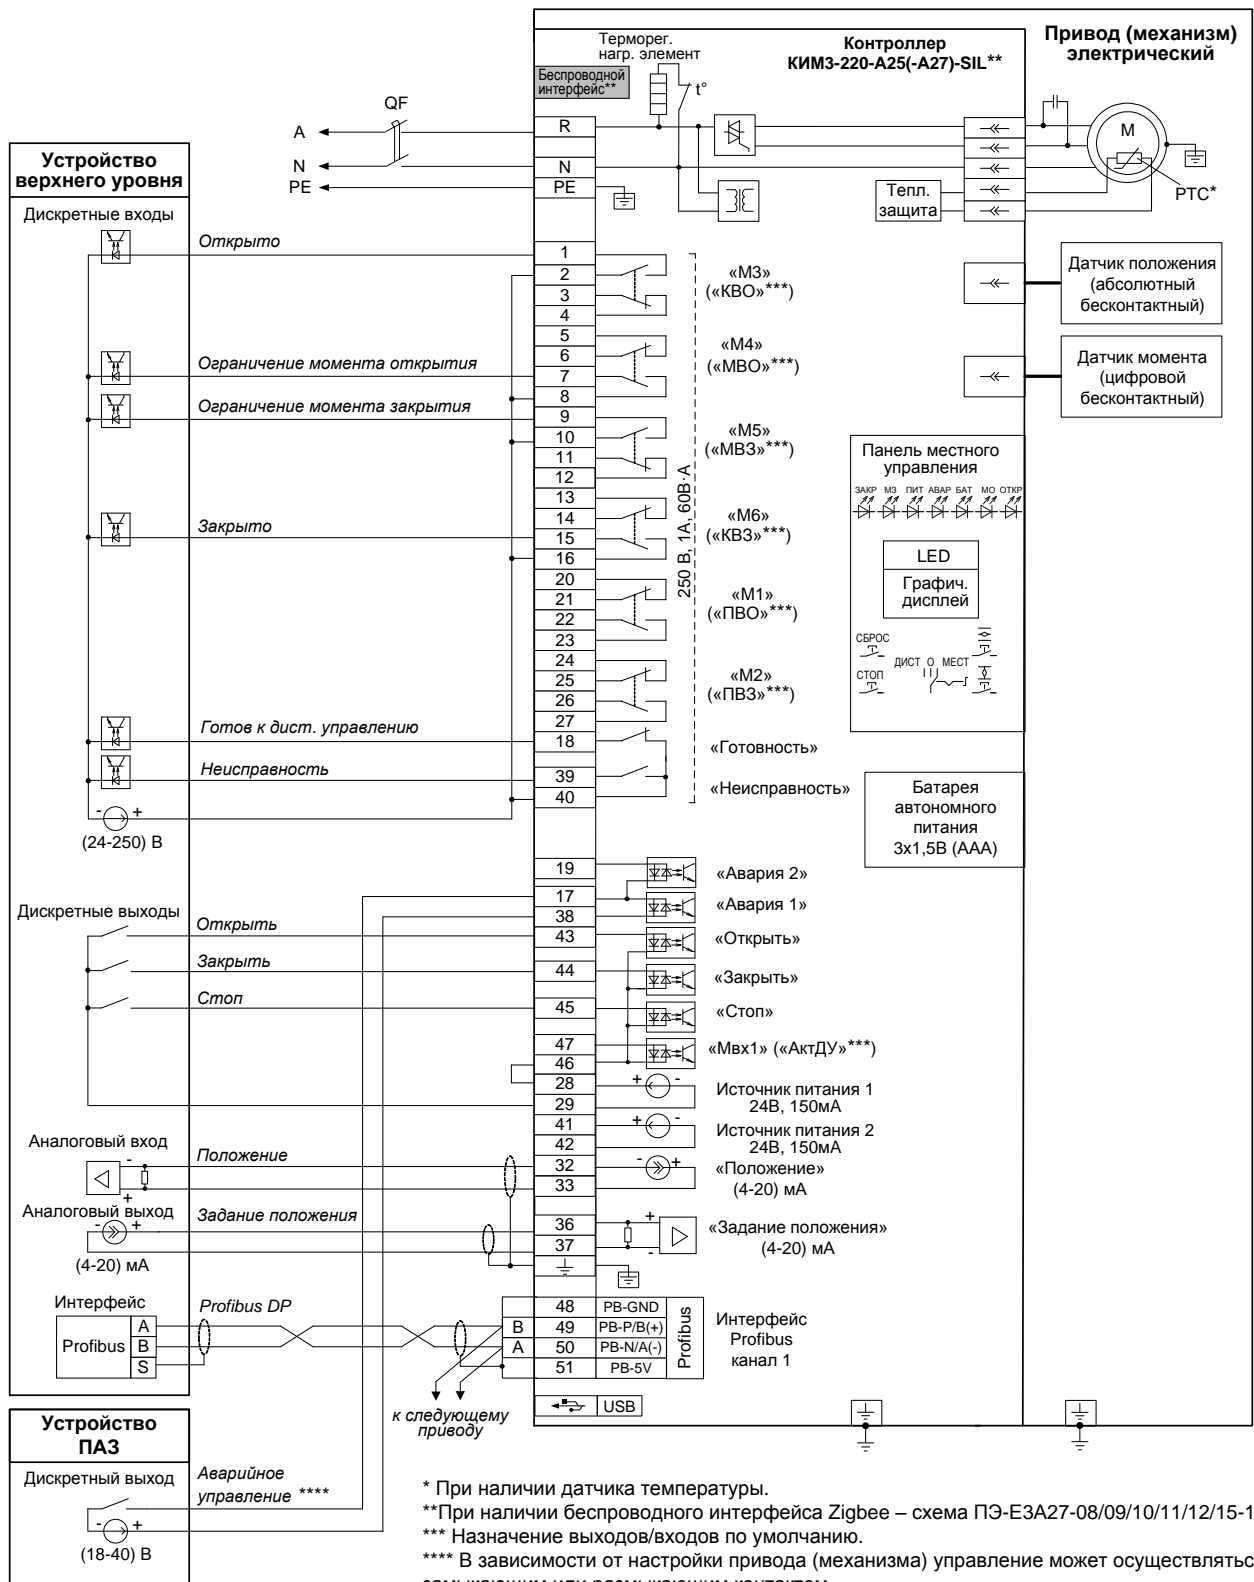 Привод (механизм)
электрический
Контроллер
КИМ3-220-А25(-А27)-SIL**
Терморег.
нагр. элемент
Беспроводной
интерфейс**
t°
QF
A
N
PE
R
N
PE
M
Тепл.
защита
PTC*
Устройство
верхнего уровня
Дискретные входы
Открыто
1
2
3
4
«М3»
(«КВО»***)
Датчик положения
(абсолютный
бесконтактный)
5
6
7
8
«М4»
(«МВО»***)
Ограничение момента открытия
Датчик момента
(цифровой
бесконтактный)
Ограничение момента закрытия
9
10
11
12
«М5»
(«МВЗ»***)
250 В, 1А, 60В·А
Закрыто
13
14
15
16
«М6»
(«КВЗ»***)
20
21
22
23
«М1»
(«ПВО»***)
24
25
26
27
«М2»
(«ПВЗ»***)
Панель местного
управления
ЗАКР МЗ ПИТ АВАР БАТ МО ОТКР
LED
Графич.
дисплей
СБРОС
СТОП
ДИСТ О МЕСТ
Готов к дист. управлению
18
«Готовность»
Неисправность
39
40
«Неисправность»
- +
(24-250) В
Батарея
автономного
питания
3х1,5В (ААА)
19
«Авария 2»
17
38
«Авария 1»
Дискретные выходы
Открыть
43
«Открыть»
Закрыть
44
«Закрыть»
Стоп
45
«Стоп»
47
46
«Мвх1» («АктДУ»***)
28
29
+ -
Источник питания 1
24В, 150мА
41
42
+ -
Источник питания 2
24В, 150мА
Аналоговый вход
-
+
Положение
32
33
- +
«Положение»
(4-20) мА
Аналоговый выход
- +
(4-20) мА
Задание положения
36
37
+
-
«Задание положения»
(4-20) мА
Интерфейс
Profibus
A
B
S
Profibus DP
B
A
48 PB-GND
49 PB-P/B(+)
50 PB-N/A(-)
51 PB-5V
Profibus
Интерфейс
Profibus
канал 1
USB
к следующему
приводу
Устройство
ПАЗ
Дискретный выход
- +
(18-40) В
Аварийное
управление ****
* При наличии датчика температуры.
**При наличии беспроводного интерфейса Zigbee – схема ПЭ-Е3А27-08/09/10/11/12/15-1
*** Назначение выходов/входов по умолчанию.
**** В зависимости от настройки привода (механизма) управление может осуществлятьс
замыкающим или размыкающим контактом.